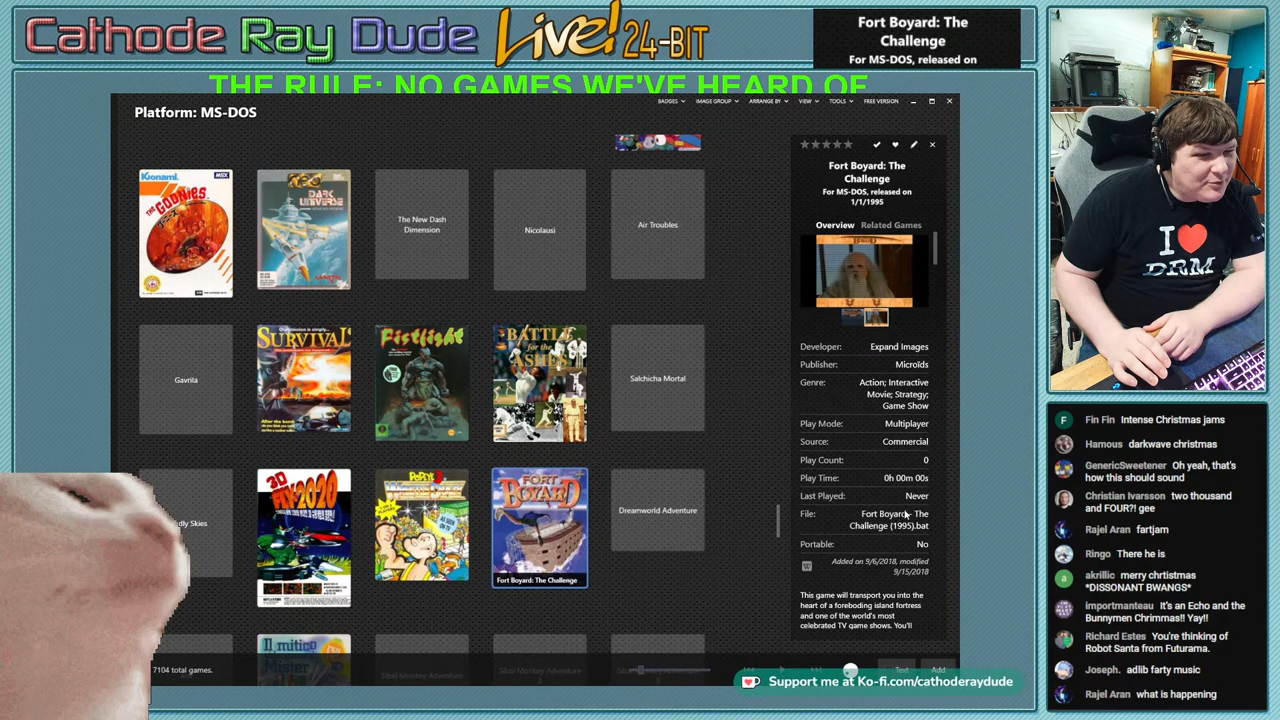 Cathode Ray Dude Live! 24-BIT
Fort Boyard: The
Challenge
For MS-DOS, released on
THE RULE: NO GAMES WE'VE HEARD OF
BADGES
IMAGE GROUP
ARRANGE BY
VIEW
TOOLS
FREE VERSION
Platform: MS-DOS
Konami
MSX
THE GOONIES
DARK
UNIVERSE
The New Dash
Dimension
Nicolausi
Air Troubles
Gavrila
SURVIVAL
Fistfight
BATTLE
for the
ASHES
Salchicha Mortal
dly Skies
3D
2020
POPEYE
FORT
BOYARD
Fort Boyard: The Challenge
Dreamworld Adventure
Il mitico
Mister
7104 total games.
Fort Boyard: The
Challenge
For MS-DOS, released on
1/1/1995
Overview Related Games
Developer: Expand Images
Publisher: Microïds
Genre: Action; Interactive
Movie; Strategy;
Game Show
Play Mode: Multiplayer
Source: Commercial
Play Count: 0
Play Time: 0h 00m 00s
Last Played: Never
File: Fort Boyard - The
Challenge (1995).bat
Portable: No
Added on 9/6/2018, modified
9/15/2018
This game will transport you into the
heart of a foreboding island fortress
and one of the world's most
celebrated TV game shows. You'll
Text
Add
Support me at Ko-fi.com/cathoderaydude
I ❤ DRM
F Fin Fin Intense Christmas jams
Hamous darkwave christmas
GenericSweetener Oh yeah, that's
how this should sound
Christian Ivarsson two thousand
and FOUR?! gee
Rajel Aran fartjam
Ringo There he is
a akrillic merry chrtistmas
*DISSONANT BWANGS*
importmanteau It's an Echo and the
Bunnymen Chrimmas!! Yay!!
Richard Estes You're thinking of
Robot Santa from Futurama.
Joseph. adlib farty music
Rajel Aran what is happening